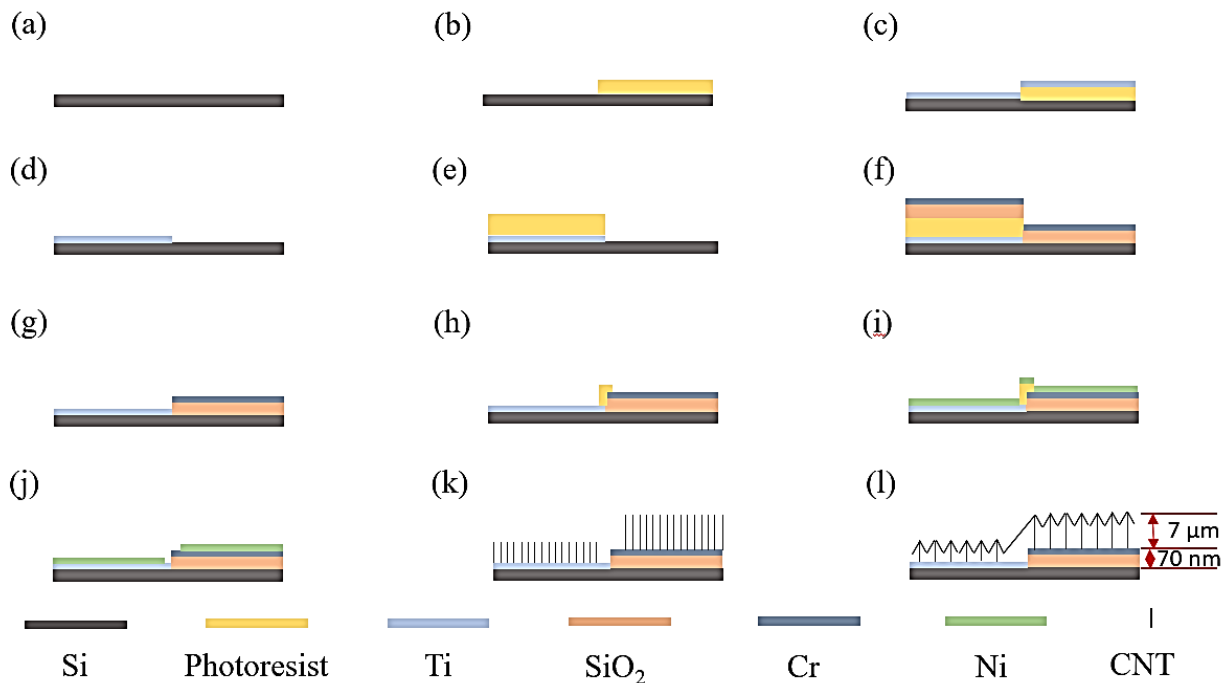 (a)
(b)
(c)
(d)
(e)
(f)
(g)
(h)
(i)
(j)
(k)
(l)
7 µm
70 nm
Si
Photoresist
Ti
SiO₂
Cr
Ni
CNT